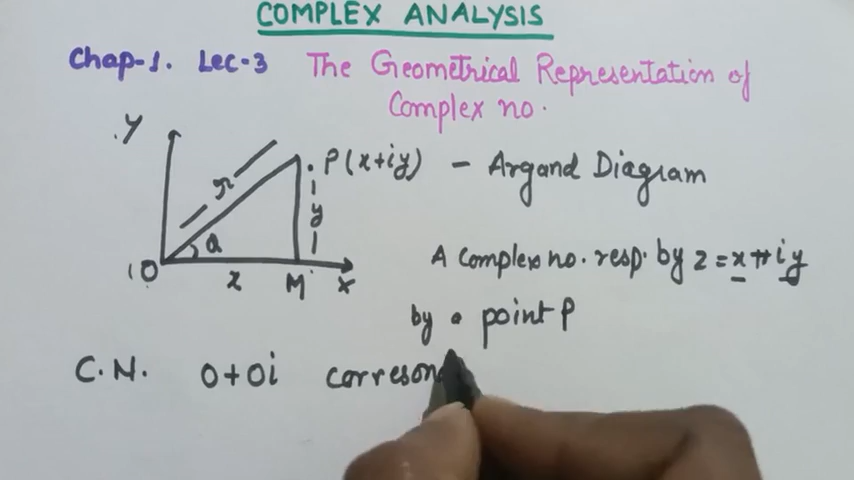 COMPLEX ANALYSIS
Chap-1. Lec-3 The Geometrical Representation of
Complex no.
y
r
P(x+iy) - Argand Diagram
y
O x M x
A Complex no. resp. by z = x+iy
by a point P
C.N. 0+0i correson